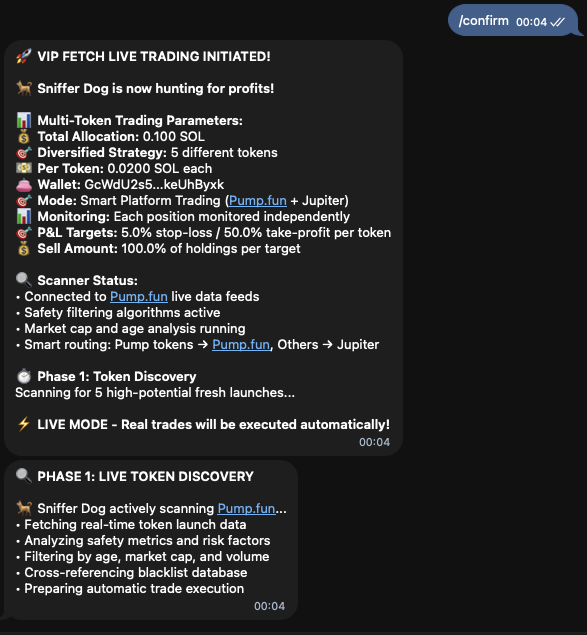 /confirm 00:04
🚀 VIP FETCH LIVE TRADING INITIATED!
🐕‍🦺 Sniffer Dog is now hunting for profits!
📊 Multi-Token Trading Parameters:
💰 Total Allocation: 0.100 SOL
🎯 Diversified Strategy: 5 different tokens
💵 Per Token: 0.0200 SOL each
👛 Wallet: GcWdU2s5...keUhByxk
🎯 Mode: Smart Platform Trading (Pump.fun + Jupiter)
📊 Monitoring: Each position monitored independently
🎯 P&L Targets: 5.0% stop-loss / 50.0% take-profit per token
💰 Sell Amount: 100.0% of holdings per target
🔍 Scanner Status:
• Connected to Pump.fun live data feeds
• Safety filtering algorithms active
• Market cap and age analysis running
• Smart routing: Pump tokens → Pump.fun, Others → Jupiter
⏱️ Phase 1: Token Discovery
Scanning for 5 high-potential fresh launches...
⚡ LIVE MODE - Real trades will be executed automatically!
00:04
🔍 PHASE 1: LIVE TOKEN DISCOVERY
🐕‍🦺 Sniffer Dog actively scanning Pump.fun...
• Fetching real-time token launch data
• Analyzing safety metrics and risk factors
• Filtering by age, market cap, and volume
• Cross-referencing blacklist database
• Preparing automatic trade execution
00:04